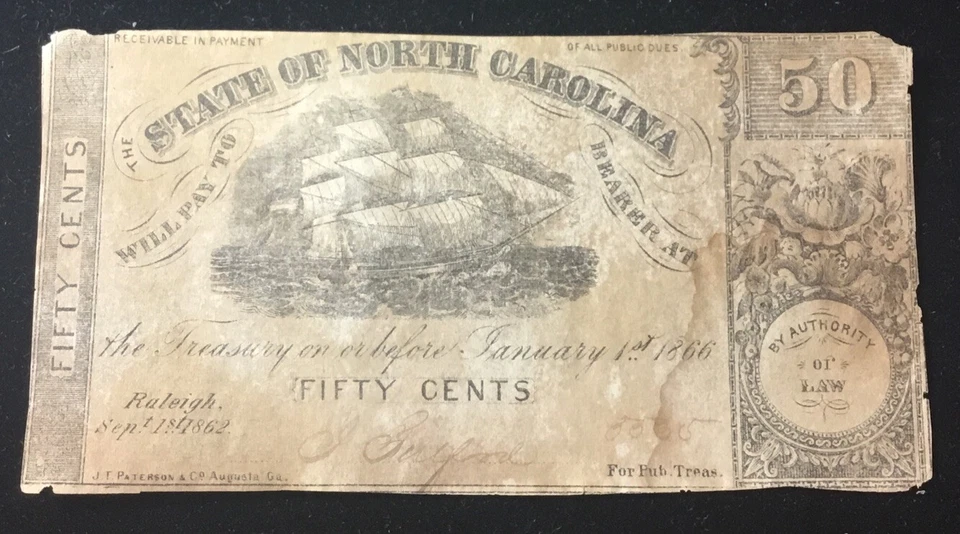 RECEIVABLE IN PAYMENT
OF ALL PUBLIC DUES.
THE
STATE OF NORTH CAROLINA
WILL PAY TO
BEARER AT
the Treasury on or before January 1st 1866
FIFTY CENTS
Raleigh,
Sept. 1st 1862.
For Pub. Treas.
J. T. PATERSON & Co Augusta Ga.
FIFTY CENTS
50
BY AUTHORITY
OF
LAW